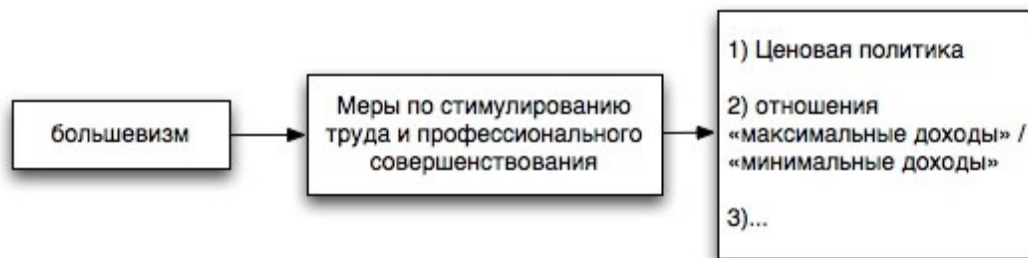 большевизм
Меры по стимулированию
труда и профессионального
совершенствования
1) Ценовая политика
2) отношения
«максимальные доходы» /
«минимальные доходы»
3)...